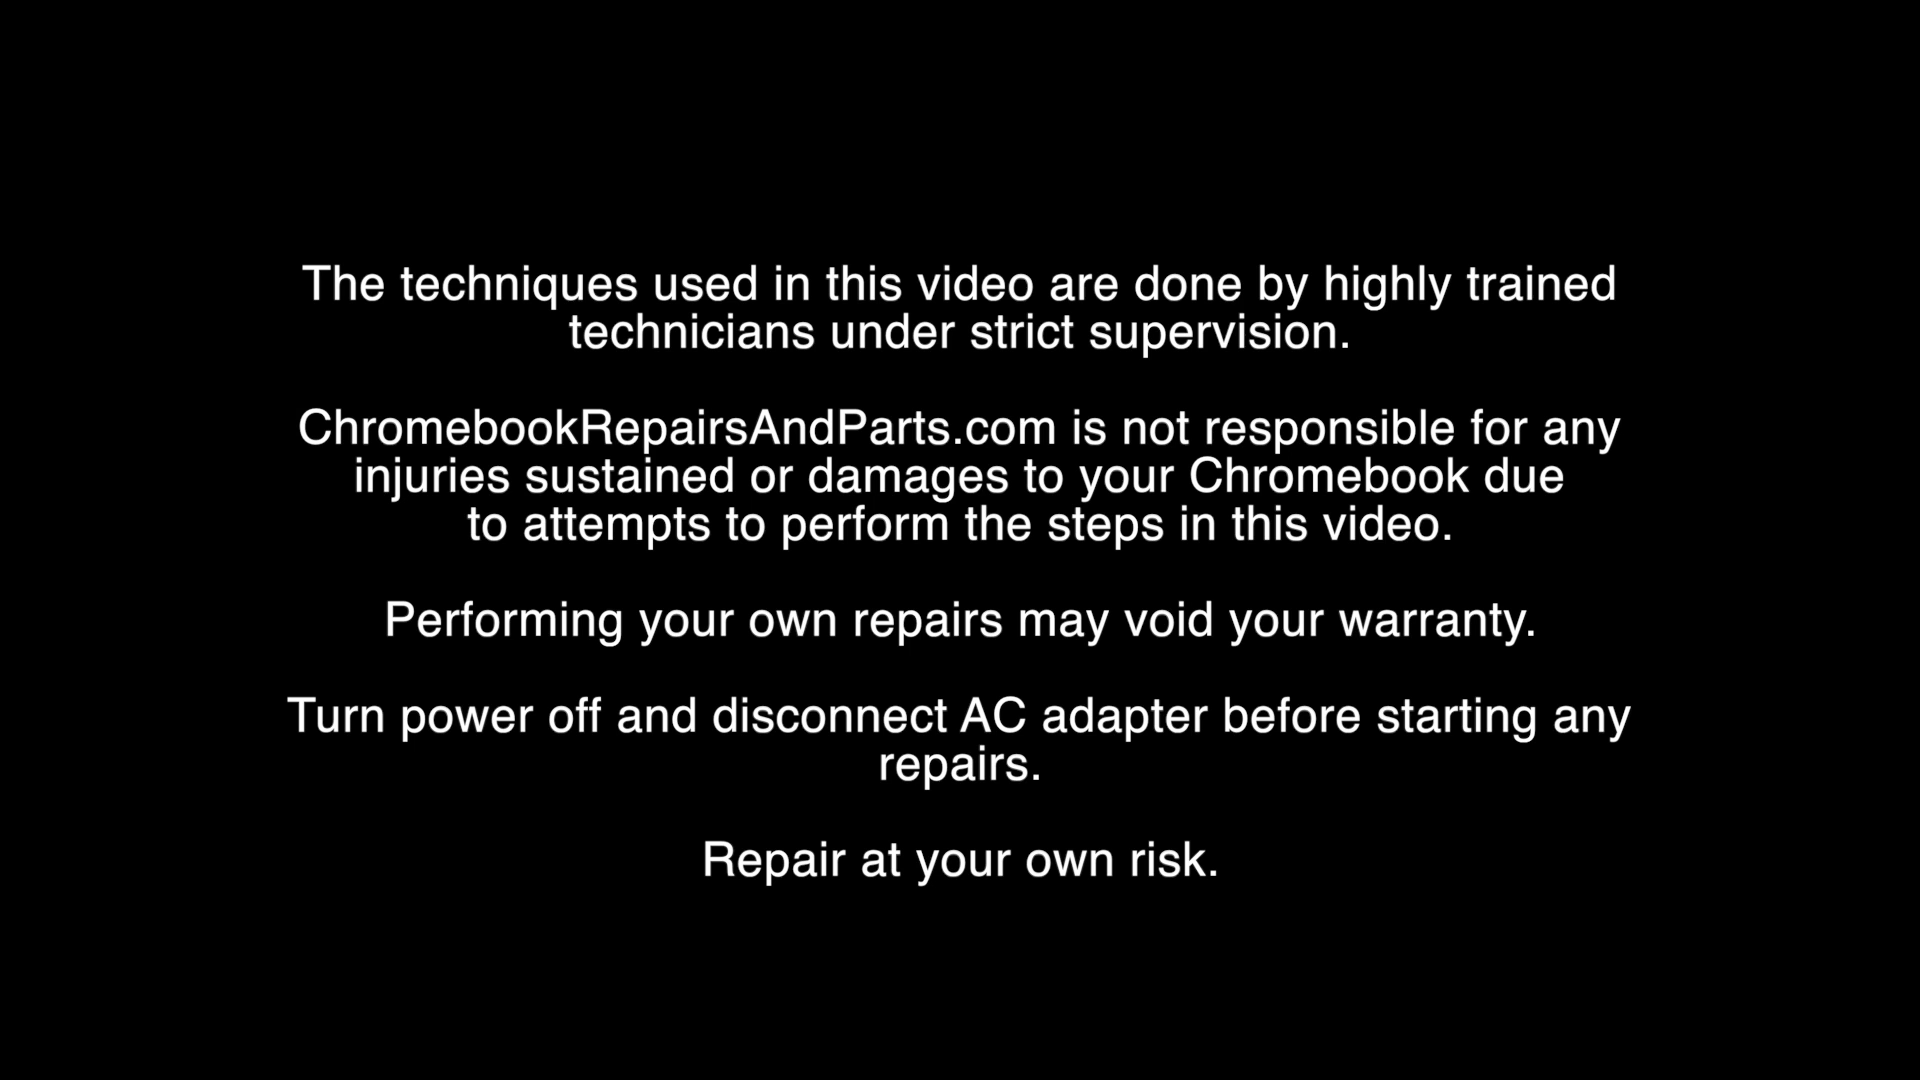 The techniques used in this video are done by highly trained
technicians under strict supervision.
ChromebookRepairsAndParts.com is not responsible for any
injuries sustained or damages to your Chromebook due
to attempts to perform the steps in this video.
Performing your own repairs may void your warranty.
Turn power off and disconnect AC adapter before starting any
repairs.
Repair at your own risk.